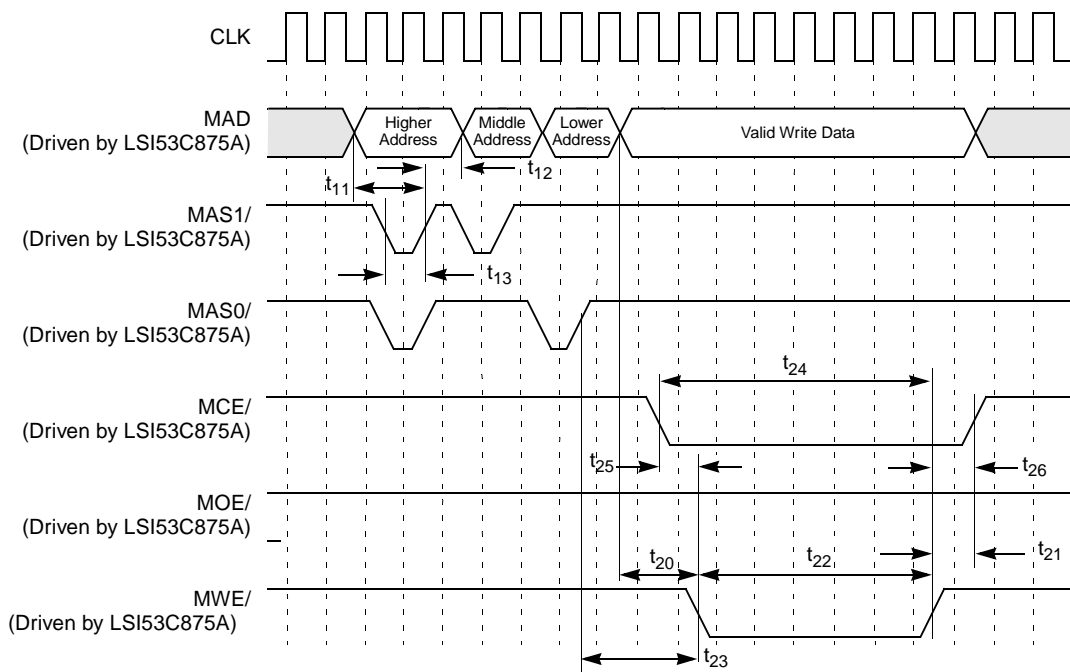 CLK
MAD
(Driven by LSI53C875A)
Higher
Address
Middle
Address
Lower
Address
Valid Write Data
t11
t12
MAS1/
(Driven by LSI53C875A)
t13
MAS0/
(Driven by LSI53C875A)
t24
MCE/
(Driven by LSI53C875A)
t25
t26
MOE/
(Driven by LSI53C875A)
t20
t22
t21
MWE/
(Driven by LSI53C875A)
t23